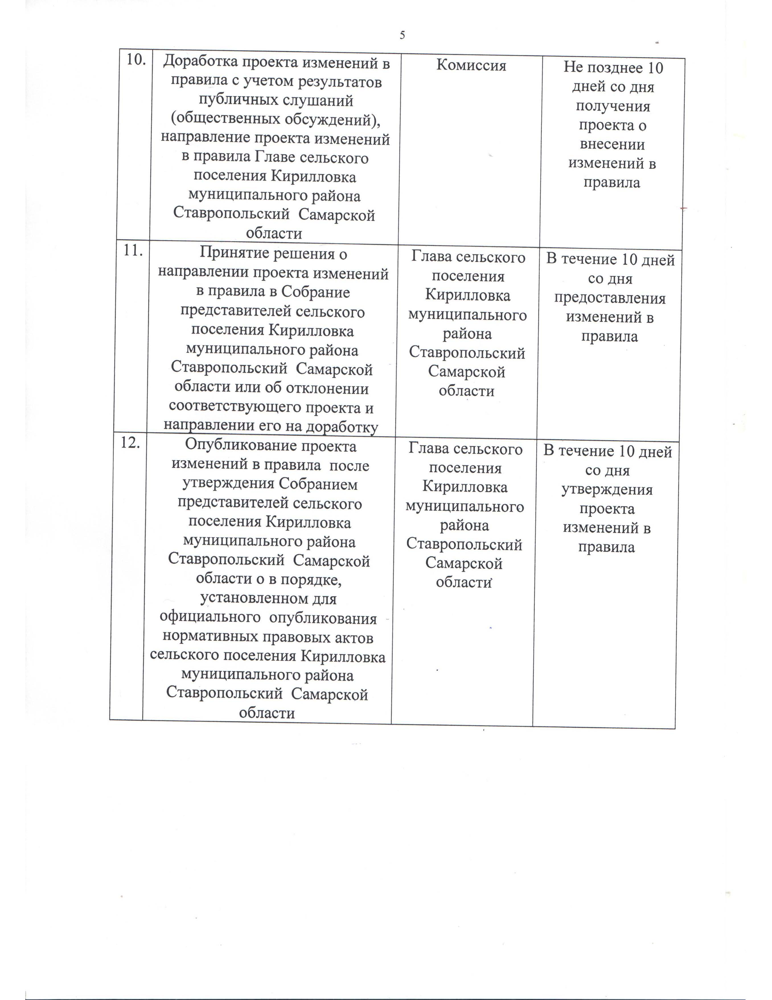 5
10.
Доработка проекта изменений в
правила с учетом результатов
публичных слушаний
(общественных обсуждений),
направление проекта изменений
в правила Главе сельского
поселения Кирилловка
муниципального района
Ставропольский Самарской
области
Комиссия
Не позднее 10
дней со дня
получения
проекта о
внесении
изменений в
правила
11.
Принятие решения о
направлении проекта изменений
в правила в Собрание
представителей сельского
поселения Кирилловка
муниципального района
Ставропольский Самарской
области или об отклонении
соответствующего проекта и
направлении его на доработку
Глава сельского
поселения
Кирилловка
муниципального
района
Ставропольский
Самарской
области
В течение 10 дней
со дня
предоставления
изменений в
правила
12.
Опубликование проекта
изменений в правила после
утверждения Собранием
представителей сельского
поселения Кирилловка
муниципального района
Ставропольский Самарской
области о в порядке,
установленном для
официального опубликования
нормативных правовых актов
сельского поселения Кирилловка
муниципального района
Ставропольский Самарской
области
Глава сельского
поселения
Кирилловка
муниципального
района
Ставропольский
Самарской
области
В течение 10 дней
со дня
утверждения
проекта
изменений в
правила